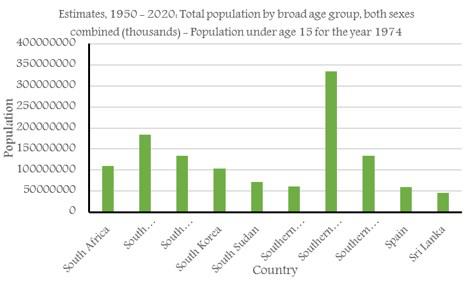 Estimates, 1950 - 2020: Total population by broad age group, both sexes
combined (thousands) - Population under age 15 for the year 1974
400000000
350000000
300000000
250000000
200000000
150000000
100000000
50000000
0
Population
South Africa
South...
South...
South Korea
South Sudan
Southern...
Southern...
Southern...
Spain
Sri Lanka
Country